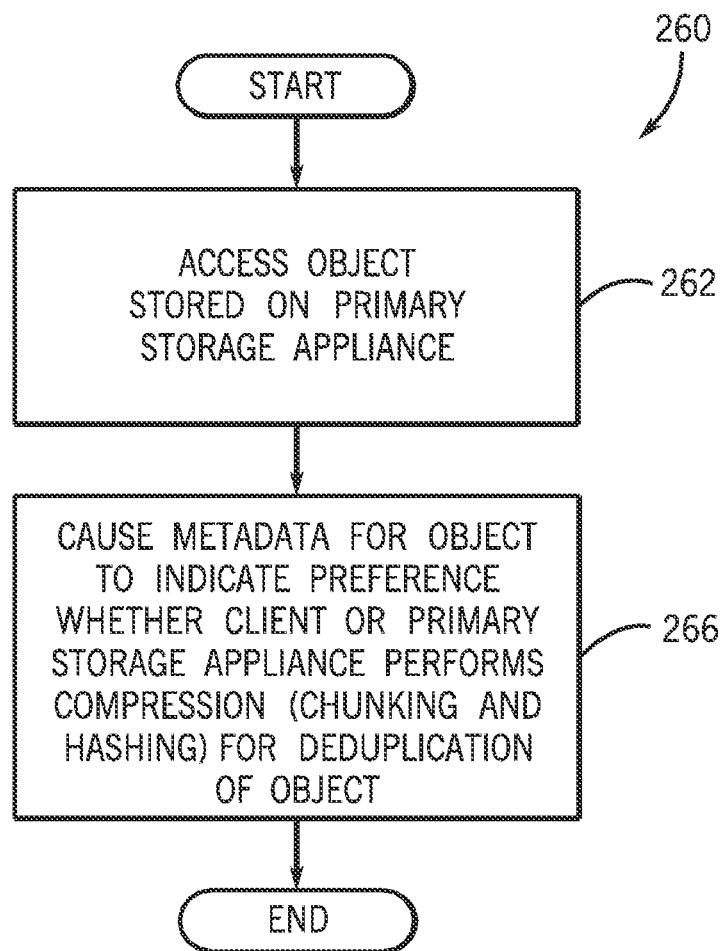 260
START
ACCESS OBJECT
STORED ON PRIMARY
STORAGE APPLIANCE
262
CAUSE METADATA FOR OBJECT
TO INDICATE PREFERENCE
WHETHER CLIENT OR PRIMARY
STORAGE APPLIANCE PERFORMS
COMPRESSION (CHUNKING AND
HASHING) FOR DEDUPLICATION
OF OBJECT
266
END